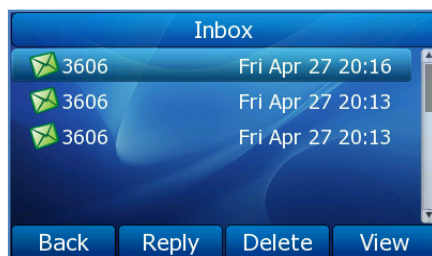 Inbox
3606 Fri Apr 27 20:16
3606 Fri Apr 27 20:13
3606 Fri Apr 27 20:13
Back Reply Delete View